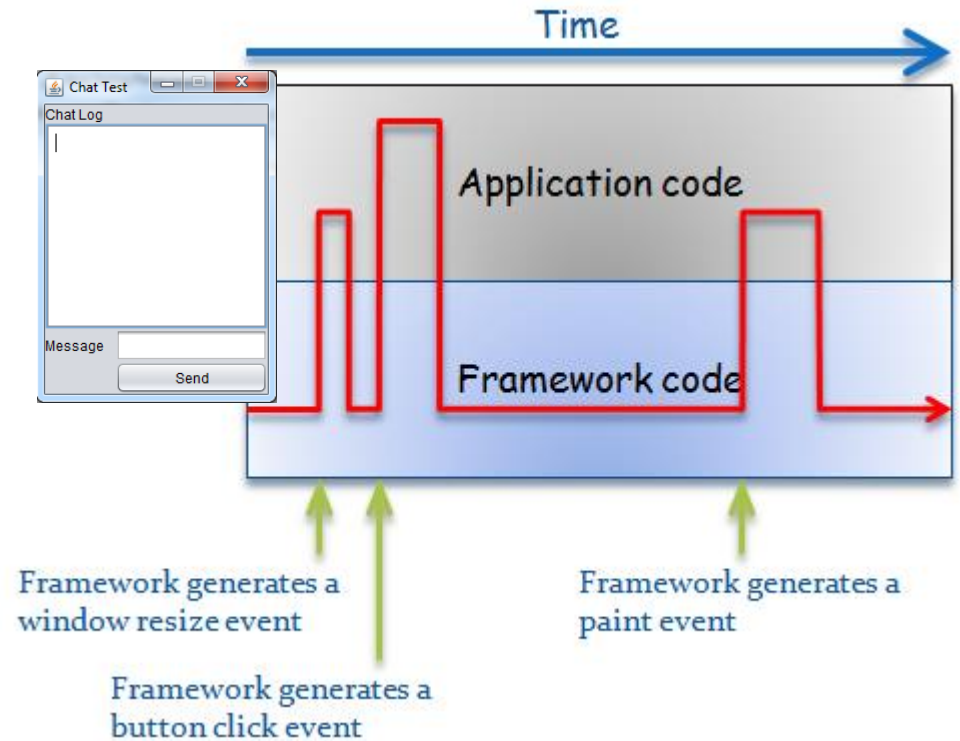 Time
Chat Test
Chat Log
Message
Send
Application code
Framework code
Framework generates a
window resize event
Framework generates a
button click event
Framework generates a
paint event